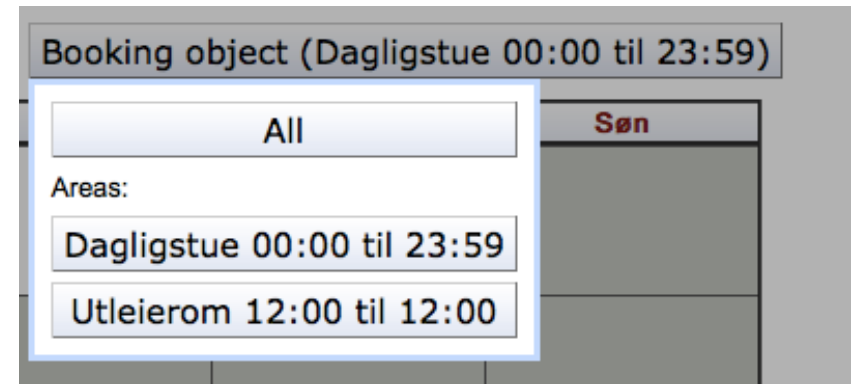 Booking object (Dagligstue 00:00 til 23:59)
All
Søn
Areas:
Dagligstue 00:00 til 23:59
Utleierom 12:00 til 12:00